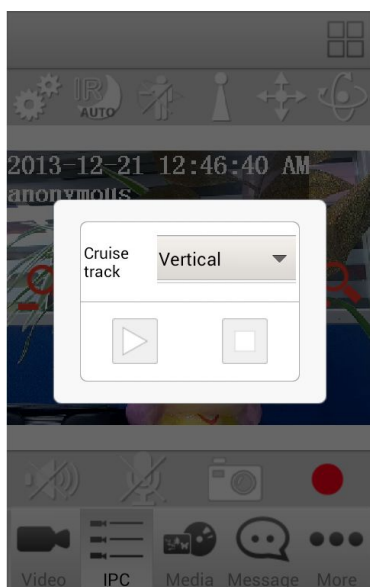 IR
AUTO
2013-12-21 12:46:40 AM
anonymous
Cruise
track
Vertical
Video
IPC
Media
Message
More